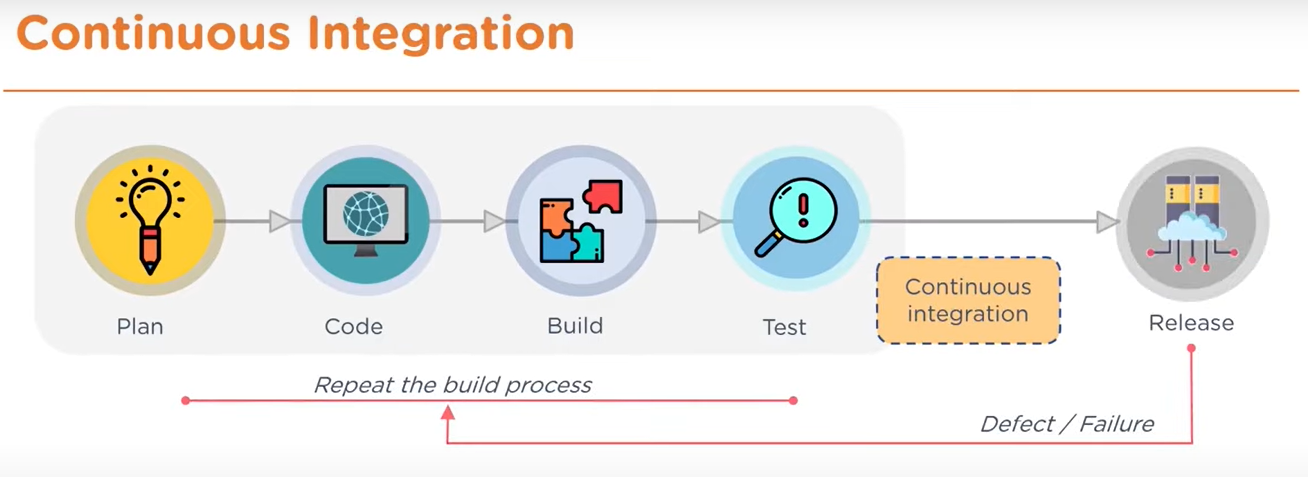 Continuous Integration
Plan
Code
Build
Test
Continuous
integration
Release
Repeat the build process
Defect / Failure